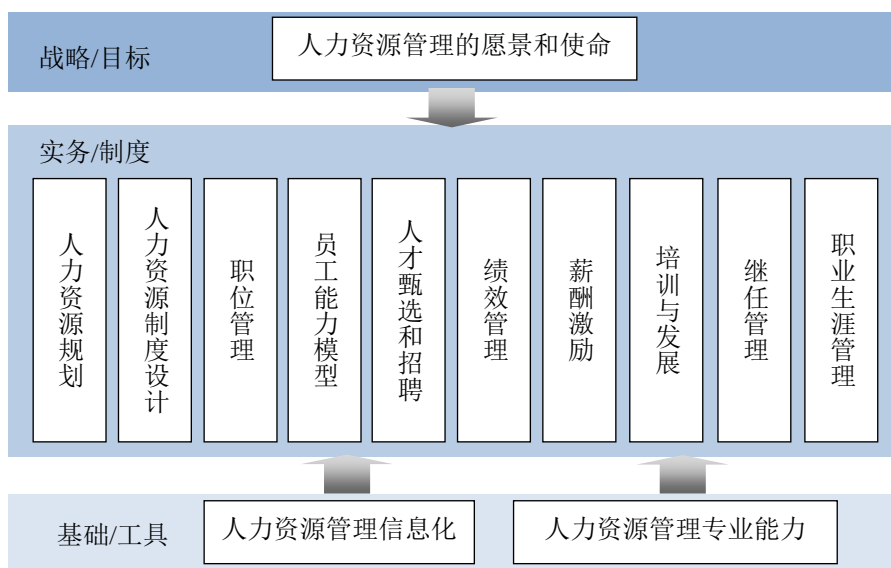 战略/目标
人力资源管理的愿景和使命
实务/制度
人力资源规划
人力资源制度设计
职位管理
员工能力模型
人才甄选和招聘
绩效管理
薪酬激励
培训与发展
继任管理
职业生涯管理
基础/工具
人力资源管理信息化
人力资源管理专业能力